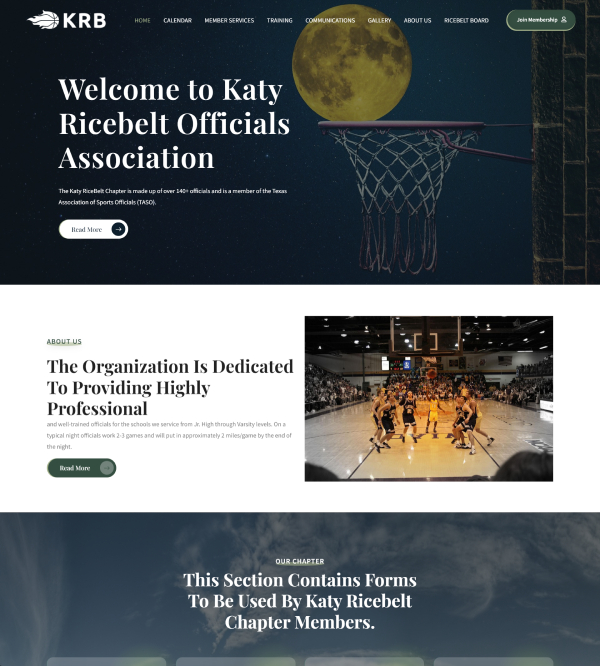 KRB
HOME CALENDAR MEMBER SERVICES TRAINING COMMUNICATIONS GALLERY ABOUT US RICEBELT BOARD
Join Membership
Welcome to Katy
Ricebelt Officials
Association
The Katy RiceBelt Chapter is made up of over 140+ officials and is a member of the Texas
Association of Sports Officials (TASO).
Read More
ABOUT US
The Organization Is Dedicated
To Providing Highly
Professional
and well-trained officials for the schools we service from Jr. High through Varsity levels. On a
typical night officials work 2-3 games and will put in approximately 2 miles/game by the end of
the night.
Read More
OUR CHAPTER
This Section Contains Forms
To Be Used By Katy Ricebelt
Chapter Members.